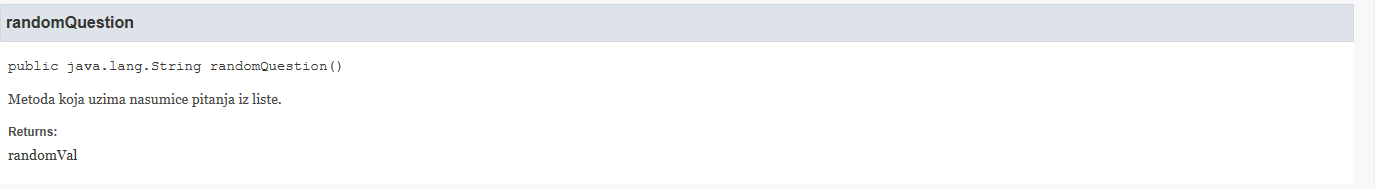 randomQuestion
public java.lang.String randomQuestion()
Metoda koja uzima nasumice pitanja iz liste.
Returns:
randomVal